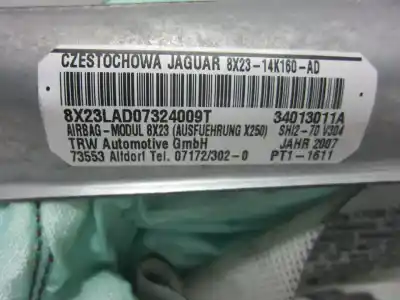 CZESTOCHOWA JAGUAR 8X23-14K160-AD
8X23LAD07324009T 34013011A
AIRBAG-MODUL 8X23 (AUSFUEHRUNG X250) SHI2-70 V304
TRW Automotive GmbH JAHR 2007
73553 Alfdorf Tel. 07172/302-0 PT1-1611